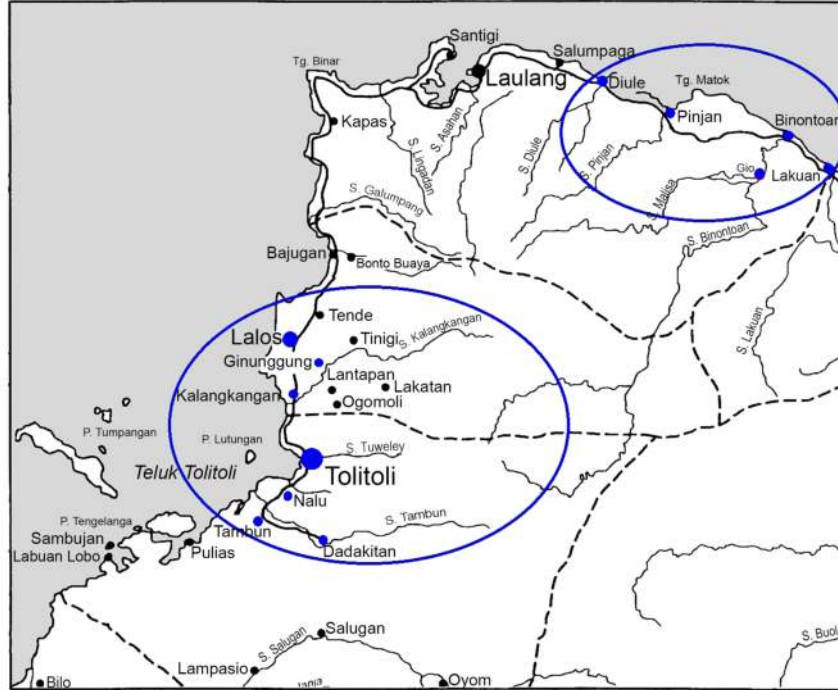 Santigi
Salumpaga
Tg. Binar
Laulang
Diule
Tg. Matok
Kapas
Pinjan
Binontoan
S. Asahan
S. Lingadan
S. Diule
S. Pinjan
Gio
Lakuan
S. Malisa
S. Galumpang
S. Binontoan
Bajugan
Bonto Buaya
Tende
Lalos
Tinigi
S. Kalangkangan
S. Lakuan
Ginunggung
Lantapan
Lakatan
Kalangkangan
Ogomoli
P. Tumpangan
P. Lutungan
S. Tuweley
Teluk Tolitoli
Tolitoli
Nalu
S. Tambun
P. Tengelanga
Tambun
Sambujan
Labuan Lobo
Pulias
Dadakitan
Salugan
S. Salugan
S. Buol
Lampasio
Bilo
Oyom